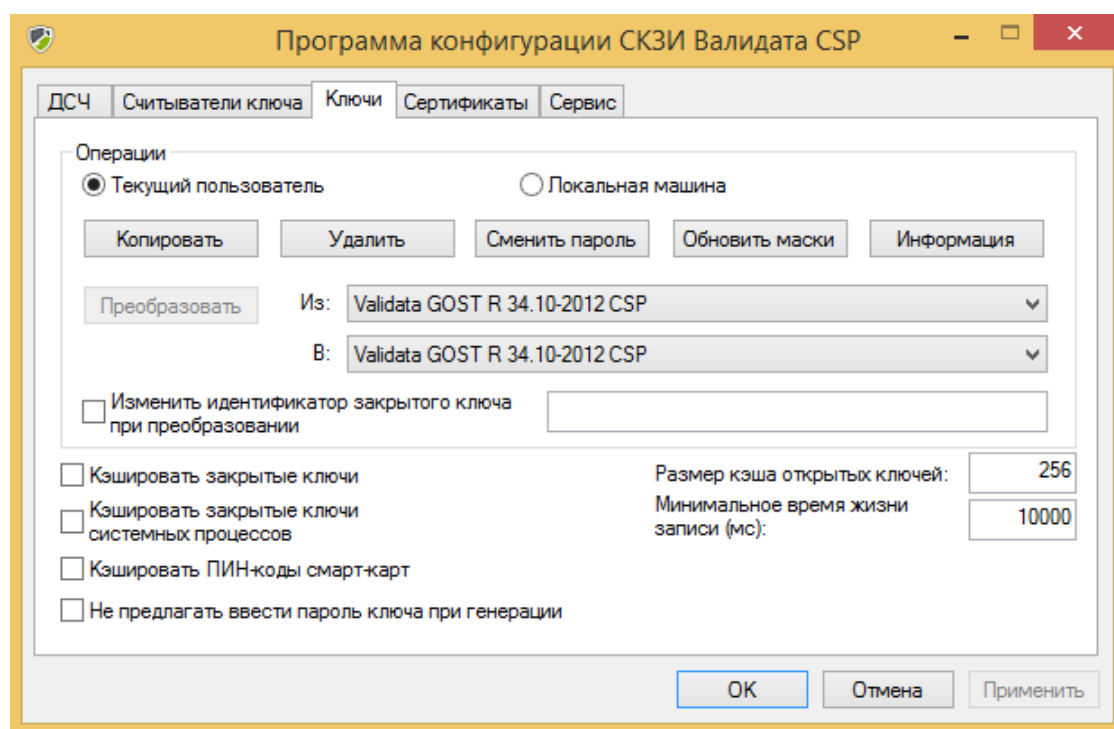 Программа конфигурации СКЗИ Валидата CSP
ДСЧ Считыватели ключа Ключи Сертификаты Сервис
Операции
Текущий пользователь Локальная машина
Копировать Удалить Сменить пароль Обновить маски Информация
Преобразовать Из: Validata GOST R 34.10-2012 CSP
В: Validata GOST R 34.10-2012 CSP
Изменить идентификатор закрытого ключа
при преобразовании
Кэшировать закрытые ключи
Размер кэша открытых ключей: 256
Кэшировать закрытые ключи
системных процессов
Минимальное время жизни
записи (мс): 10000
Кэшировать ПИН-коды смарт-карт
Не предлагать ввести пароль ключа при генерации
OK Отмена Применить